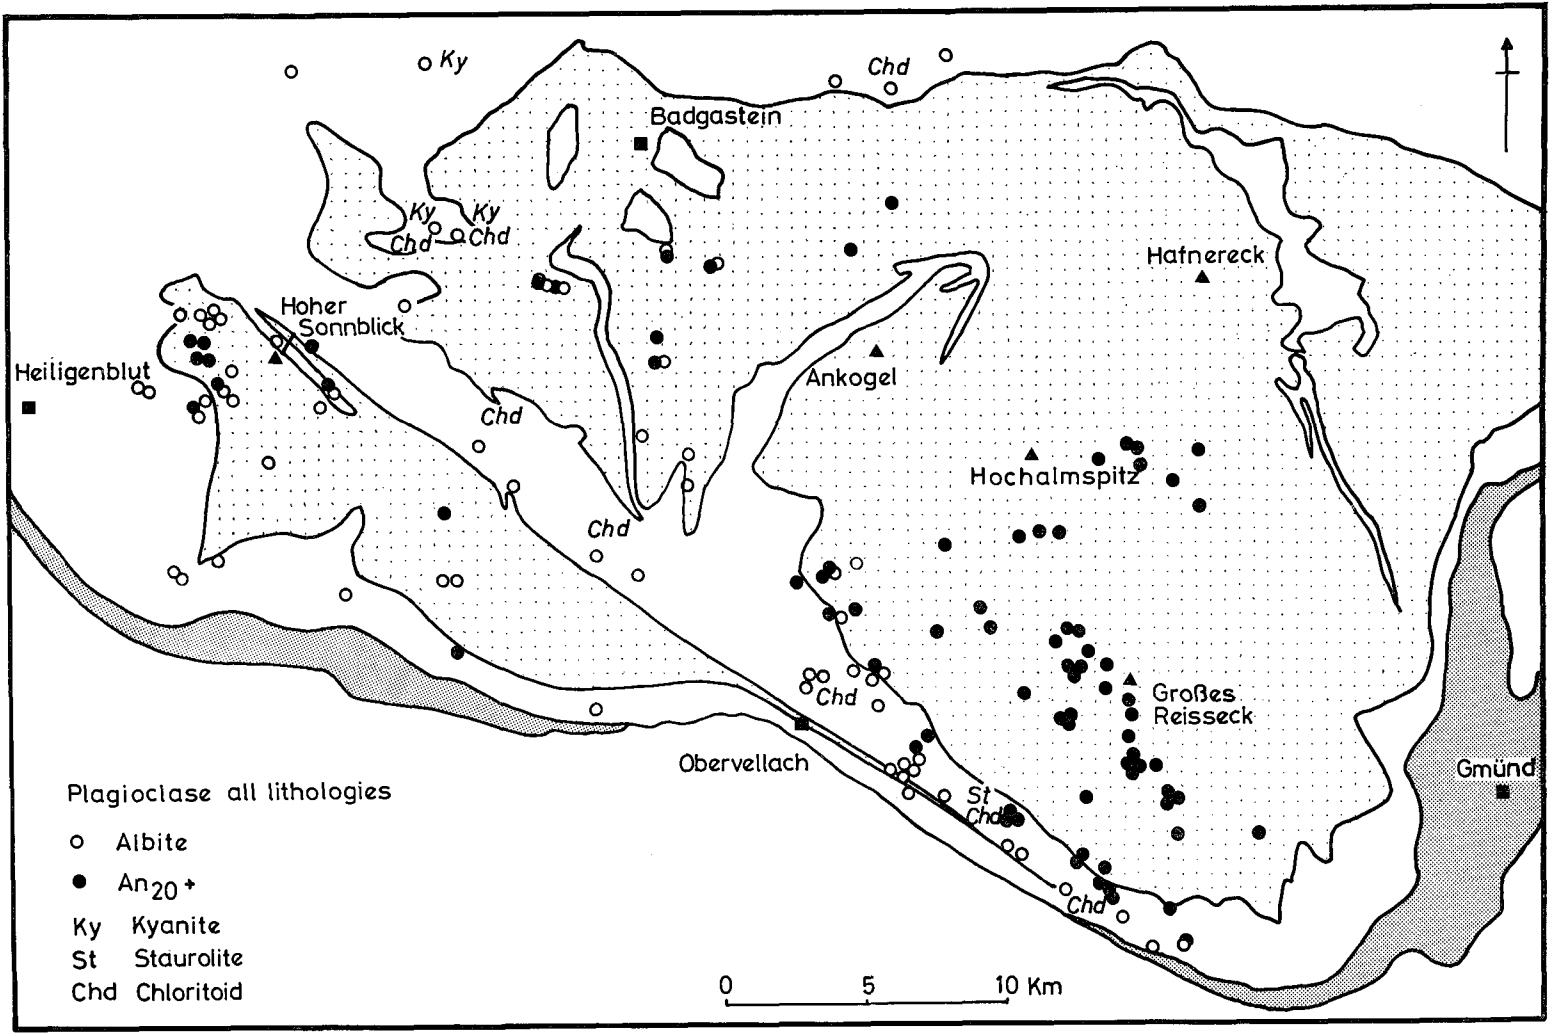 Ky
Chd
Badgastein
Ky
Ky
Chd
Chd
Hafnereck
Hoher
Sonnblick
Heiligenblut
Ankogel
Chd
Hochalmspitz
Chd
Großes
Reisseck
Chd
Obervellach
Gmünd
St
Chd
Chd
Plagioclase all lithologies
Albite
An20+
Ky Kyanite
St Staurolite
Chd Chloritoid
0 5 10 Km